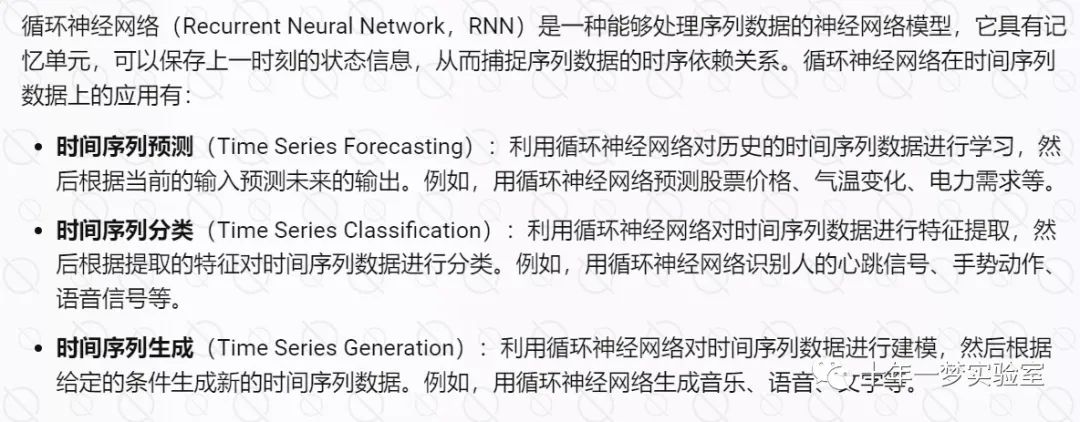 循环神经网络（Recurrent Neural Network，RNN）是一种能够处理序列数据的神经网络模型，它具有记
忆单元，可以保存上一时刻的状态信息，从而捕捉序列数据的时序依赖关系。循环神经网络在时间序列
数据上的应用有：
• 时间序列预测（Time Series Forecasting）：利用循环神经网络对历史的时间序列数据进行学习，然
后根据当前的输入预测未来的输出。例如，用循环神经网络预测股票价格、气温变化、电力需求等。
• 时间序列分类（Time Series Classification）：利用循环神经网络对时间序列数据进行特征提取，然
后根据提取的特征对时间序列数据进行分类。例如，用循环神经网络识别人的心跳信号、手势动作、
语音信号等。
• 时间序列生成（Time Series Generation）：利用循环神经网络对时间序列数据进行建模，然后根据
给定的条件生成新的时间序列数据。例如，用循环神经网络生成音乐、语音、文字等。
十年一梦实验室